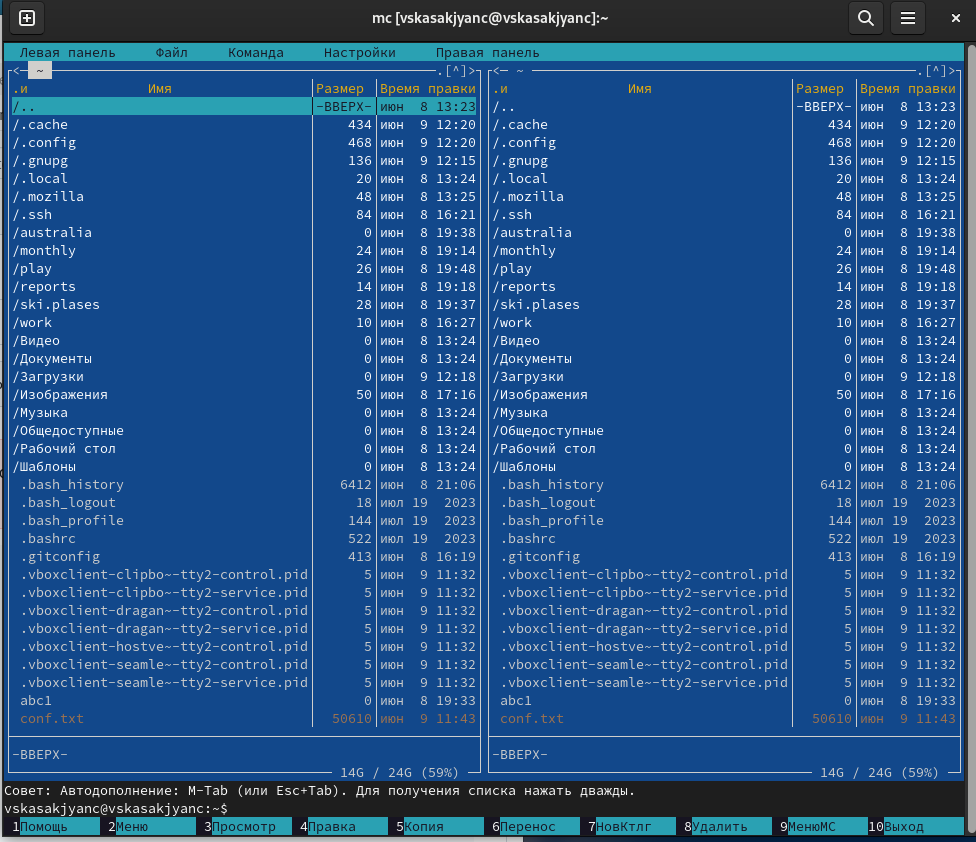 mc [vskasakjyanc@vskasakjyanc]:~
Левая панель Файл Команда Настройки Правая панель
<─ ~ .[^]> <─ ~ .[^]>
.и Имя Размер Время правки .и Имя Размер Время правки
/.. -ВВЕРХ- июн 8 13:23 /.. -ВВЕРХ- июн 8 13:23
/.cache 434 июн 9 12:20 /.cache 434 июн 9 12:20
/.config 468 июн 9 12:20 /.config 468 июн 9 12:20
/.gnupg 136 июн 9 12:15 /.gnupg 136 июн 9 12:15
/.local 20 июн 8 13:24 /.local 20 июн 8 13:24
/.mozilla 48 июн 8 13:25 /.mozilla 48 июн 8 13:25
/.ssh 84 июн 8 16:21 /.ssh 84 июн 8 16:21
/australia 0 июн 8 19:38 /australia 0 июн 8 19:38
/monthly 24 июн 8 19:14 /monthly 24 июн 8 19:14
/play 26 июн 8 19:48 /play 26 июн 8 19:48
/reports 14 июн 8 19:18 /reports 14 июн 8 19:18
/ski.plases 28 июн 8 19:37 /ski.plases 28 июн 8 19:37
/work 10 июн 8 16:27 /work 10 июн 8 16:27
/Видео 0 июн 8 13:24 /Видео 0 июн 8 13:24
/Документы 0 июн 8 13:24 /Документы 0 июн 8 13:24
/Загрузки 0 июн 9 12:18 /Загрузки 0 июн 9 12:18
/Изображения 50 июн 8 17:16 /Изображения 50 июн 8 17:16
/Музыка 0 июн 8 13:24 /Музыка 0 июн 8 13:24
/Общедоступные 0 июн 8 13:24 /Общедоступные 0 июн 8 13:24
/Рабочий стол 0 июн 8 13:24 /Рабочий стол 0 июн 8 13:24
/Шаблоны 0 июн 8 13:24 /Шаблоны 0 июн 8 13:24
.bash_history 6412 июн 8 21:06 .bash_history 6412 июн 8 21:06
.bash_logout 18 июл 19 2023 .bash_logout 18 июл 19 2023
.bash_profile 144 июл 19 2023 .bash_profile 144 июл 19 2023
.bashrc 522 июл 19 2023 .bashrc 522 июл 19 2023
.gitconfig 413 июн 8 16:19 .gitconfig 413 июн 8 16:19
.vboxclient-clipbo~-tty2-control.pid 5 июн 9 11:32 .vboxclient-clipbo~-tty2-control.pid 5 июн 9 11:32
.vboxclient-clipbo~-tty2-service.pid 5 июн 9 11:32 .vboxclient-clipbo~-tty2-service.pid 5 июн 9 11:32
.vboxclient-dragan~-tty2-control.pid 5 июн 9 11:32 .vboxclient-dragan~-tty2-control.pid 5 июн 9 11:32
.vboxclient-dragan~-tty2-service.pid 5 июн 9 11:32 .vboxclient-dragan~-tty2-service.pid 5 июн 9 11:32
.vboxclient-hostve~-tty2-control.pid 5 июн 9 11:32 .vboxclient-hostve~-tty2-control.pid 5 июн 9 11:32
.vboxclient-seamle~-tty2-control.pid 5 июн 9 11:32 .vboxclient-seamle~-tty2-control.pid 5 июн 9 11:32
.vboxclient-seamle~-tty2-service.pid 5 июн 9 11:32 .vboxclient-seamle~-tty2-service.pid 5 июн 9 11:32
abc1 0 июн 8 19:33 abc1 0 июн 8 19:33
conf.txt 50610 июн 9 11:43 conf.txt 50610 июн 9 11:43
-ВВЕРХ- -ВВЕРХ-
14G / 24G (59%) 14G / 24G (59%)
Совет: Автодополнение: M-Tab (или Esc+Tab). Для получения списка нажать дважды.
vskasakjyanc@vskasakjyanc:~$
1Помощь 2Меню 3Просмотр 4Правка 5Копия 6Перенос 7НовКтлг 8Удалить 9МенюМС 10Выход